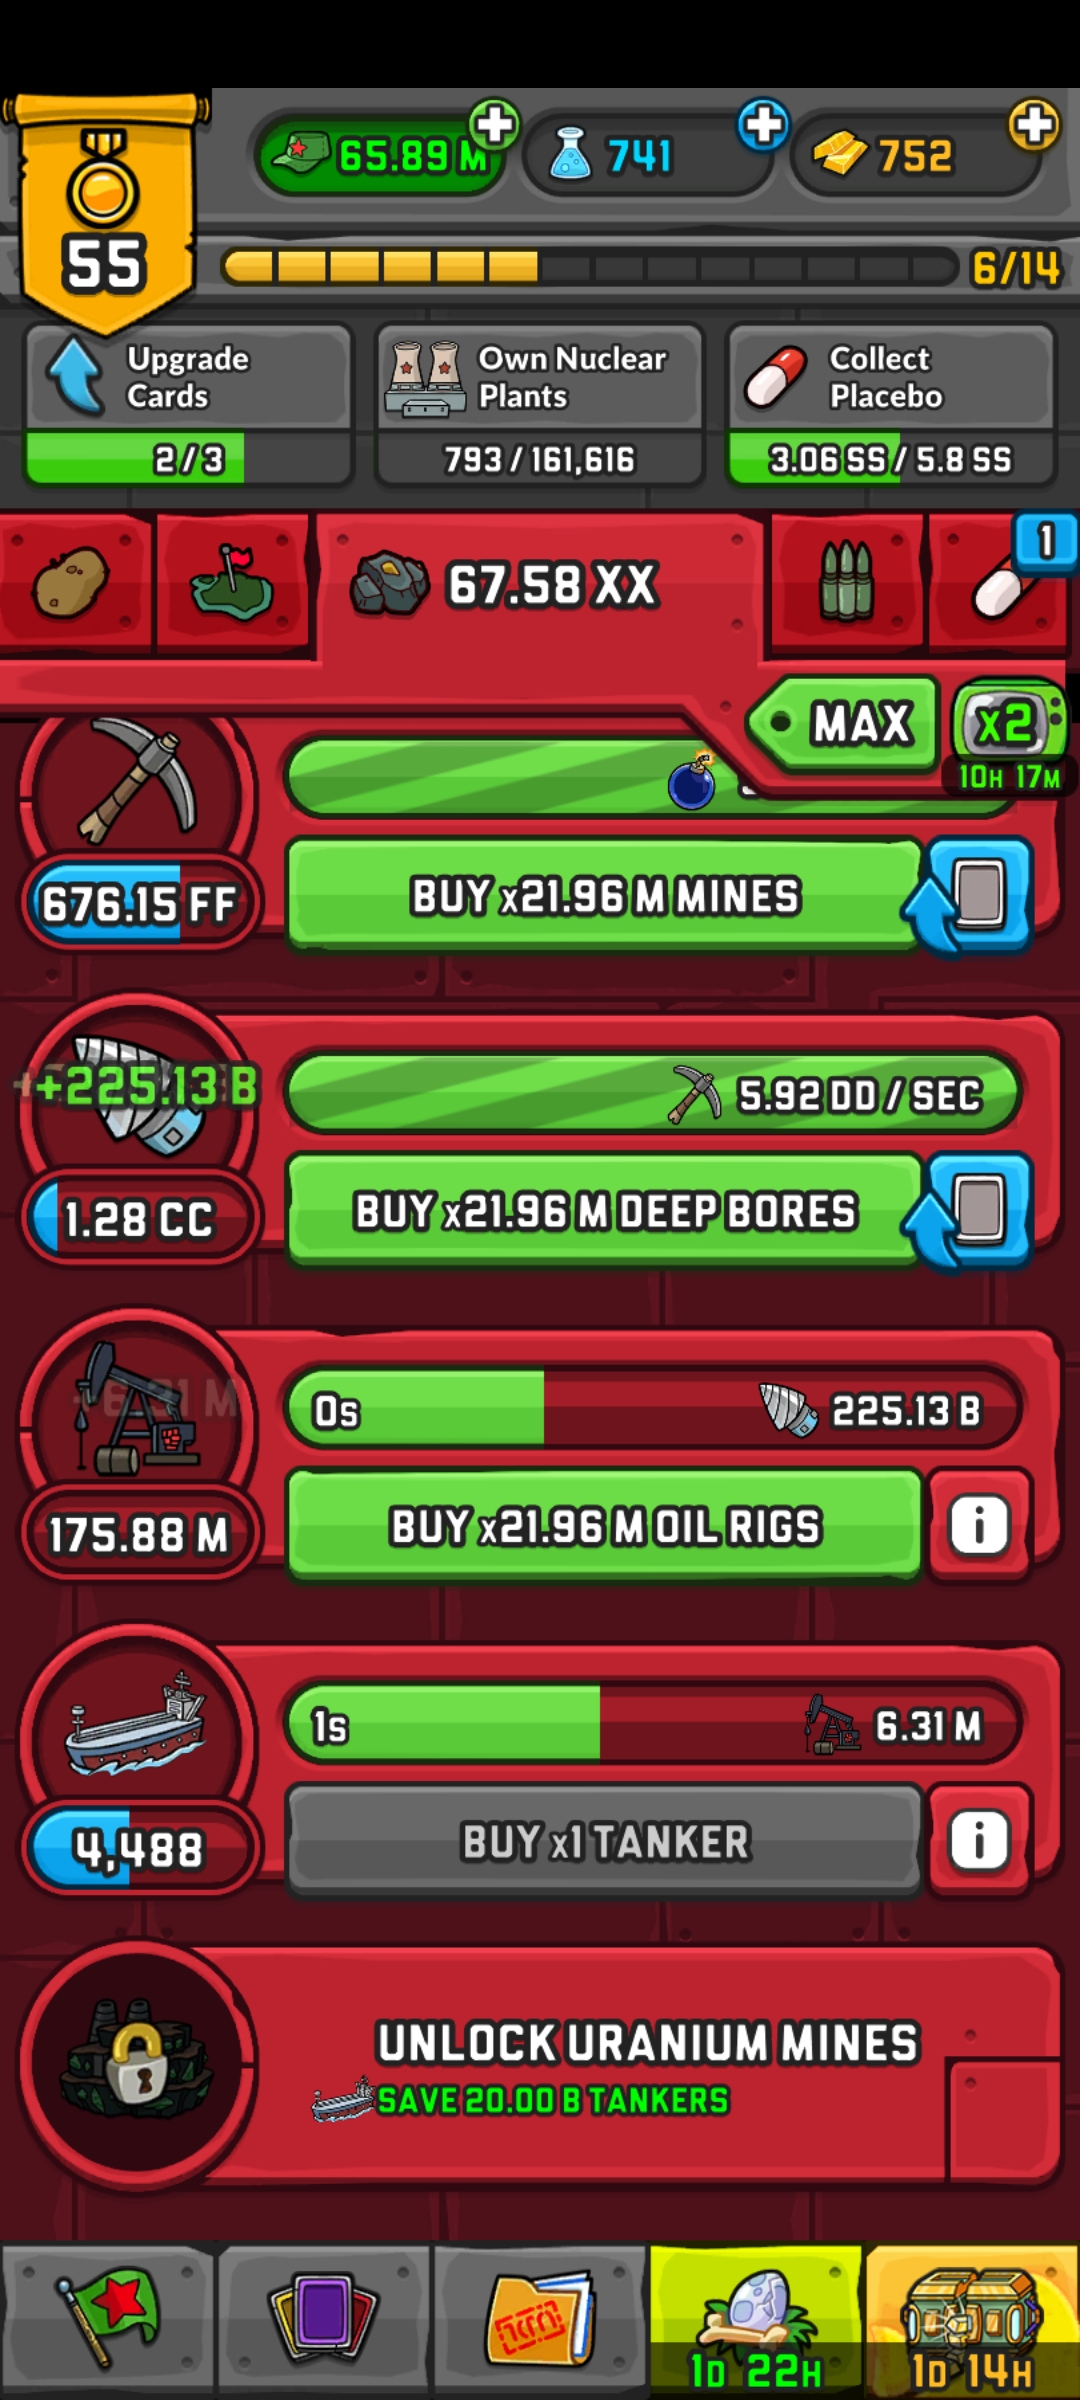 65.89 M
741
752
55
6/14
Upgrade
Cards
2/3
Own Nuclear
Plants
793/161,616
Collect
Placebo
3.06 SS/5.8 SS
67.58 XX
1
MAX
x2
10H 17M
676.15 FF
BUY x21.96 M MINES
+225.13 B
5.92 DD / SEC
1.28 CC
BUY x21.96 M DEEP BORES
+6.31 M
0s
225.13 B
175.88 M
BUY x21.96 M OIL RIGS
i
1s
6.31 M
4,488
BUY x1 TANKER
i
UNLOCK URANIUM MINES
SAVE 20.00 B TANKERS
1D 22H
1D 14H